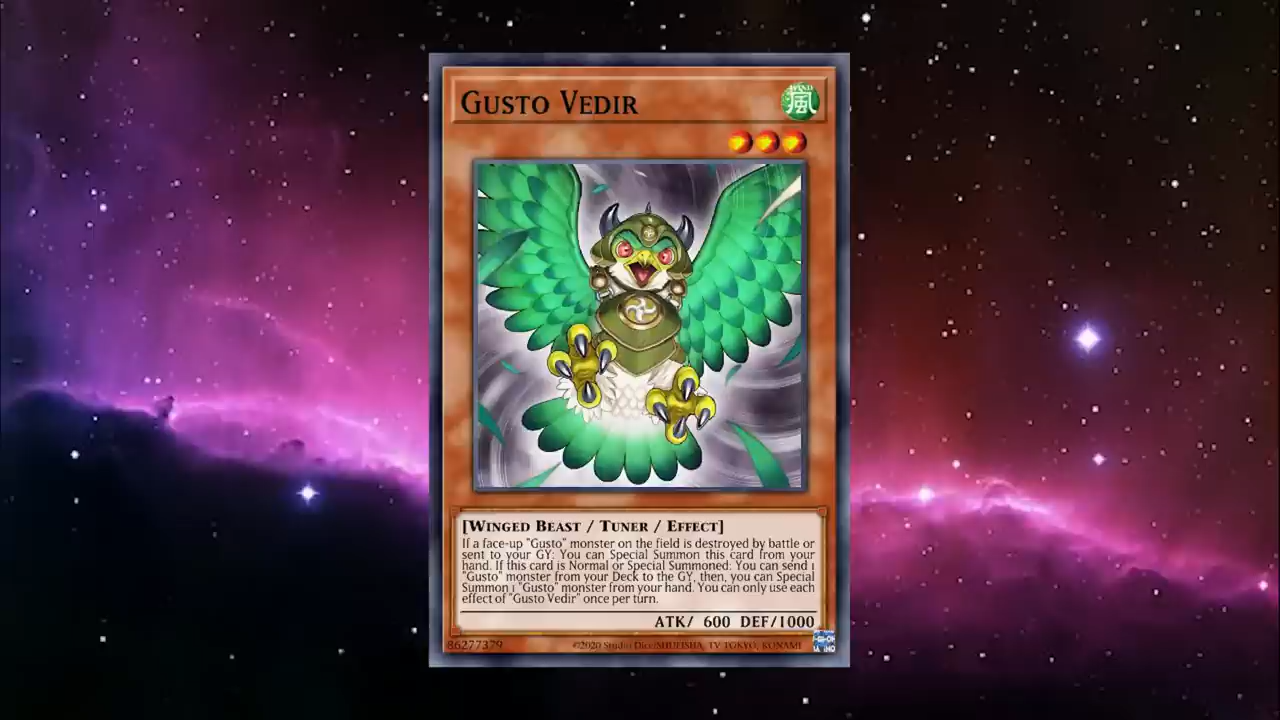 GUSTO VEDIR
WIND
風
[WINGED BEAST / TUNER / EFFECT]
If a face-up "Gusto" monster on the field is destroyed by battle or
sent to your GY: You can Special Summon this card from your
hand. If this card is Normal or Special Summoned: You can send 1
"Gusto" monster from your Deck to the GY, then, you can Special
Summon 1 "Gusto" monster from your hand. You can only use each
effect of "Gusto Vedir" once per turn.
ATK/ 600 DEF/1000
86277379
©2020 Studio Dice/SHUEISHA, TV TOKYO, KONAMI